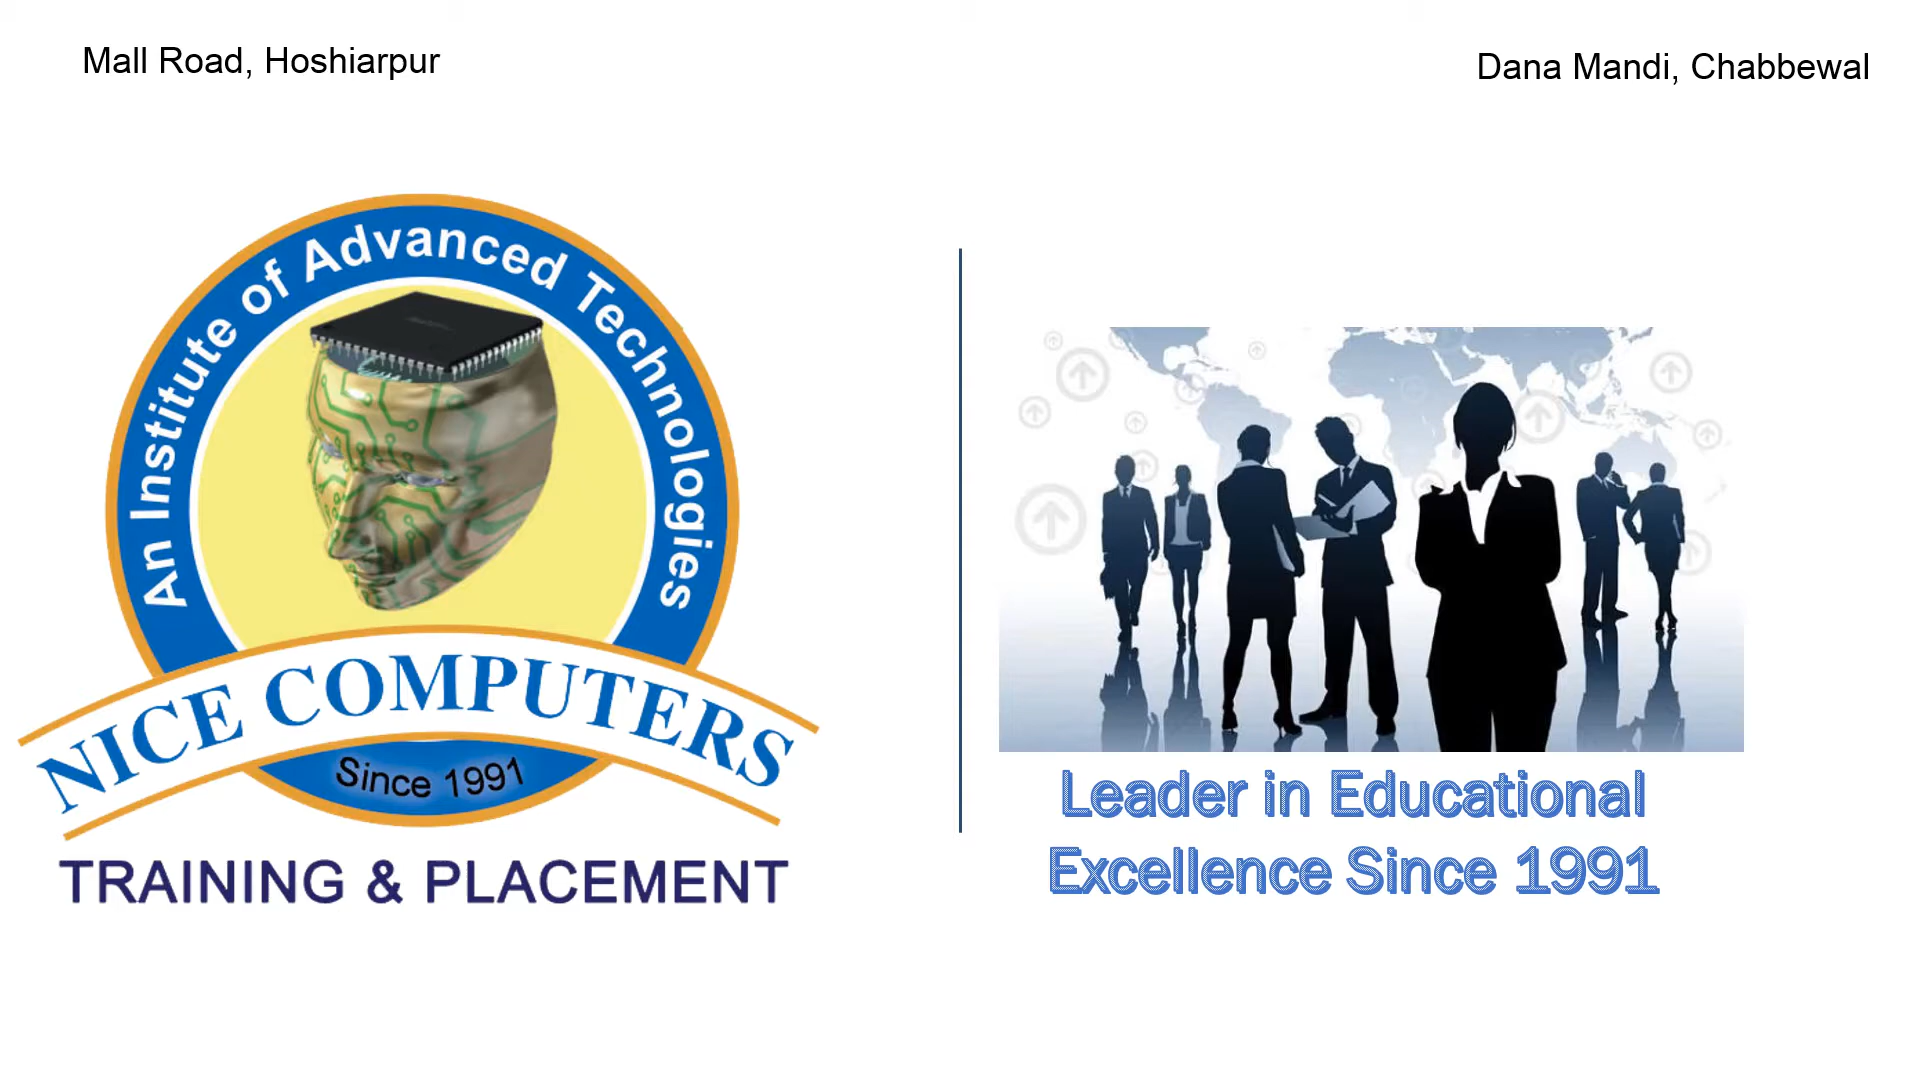 Mall Road, Hoshiarpur
Dana Mandi, Chabbewal
An Institute of Advanced Technologies
NICE COMPUTERS
Since 1991
TRAINING & PLACEMENT
Leader in Educational
Excellence Since 1991